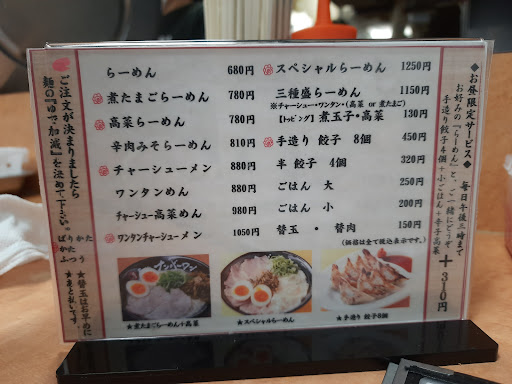 らーめん 680円
煮たまごらーめん 780円
高菜らーめん 780円
辛肉みそらーめん 810円
チャーシューメン 880円
ワンタンめん 880円
チャーシュー高菜めん 980円
ワンタンチャーシューメン 1050円
スペシャルらーめん 1250円
三種盛らーめん 1150円
※チャーシュー・ワンタン・(高菜 or 煮たまご)
【トッピング】煮玉子・高菜 130円
手造り 餃子 8個 450円
半 餃子 4個 320円
ごはん 大 250円
ごはん 小 200円
替玉 ・ 替肉 150円
(価格は全て税込表示です。)
◆お昼限定サービス◆ 毎日午後三時まで
お好みの『らーめん』と、ご一緒にどうぞ
手造り餃子4個+小ごはん+辛子高菜 +310円
ご注文が決まりましたら
麺の『ゆで加減』を決めて下さい。
ばりかた
かた
ふつう
★替玉はお早めに
★煮たまごらーめん+高菜
★スペシャルらーめん
★手造り 餃子8個